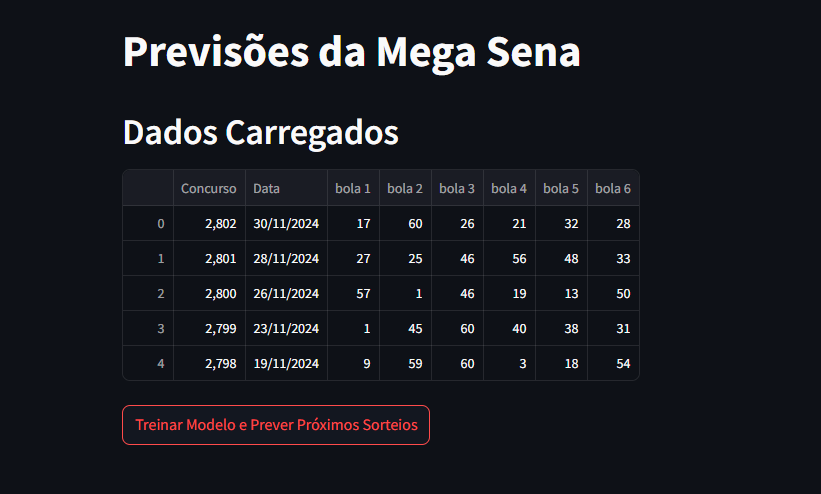 Previsões da Mega Sena
Dados Carregados
Concurso Data bola 1 bola 2 bola 3 bola 4 bola 5 bola 6
0 2,802 30/11/2024 17 60 26 21 32 28
1 2,801 28/11/2024 27 25 46 56 48 33
2 2,800 26/11/2024 57 1 46 19 13 50
3 2,799 23/11/2024 1 45 60 40 38 31
4 2,798 19/11/2024 9 59 60 3 18 54
Treinar Modelo e Prever Próximos Sorteios